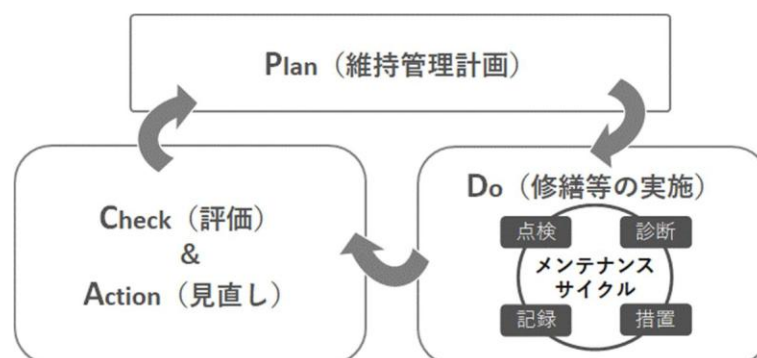 Plan（維持管理計画）
Do（修繕等の実施）
点検
診断
メンテナンス
サイクル
記録
措置
Check（評価）
&
Action（見直し）